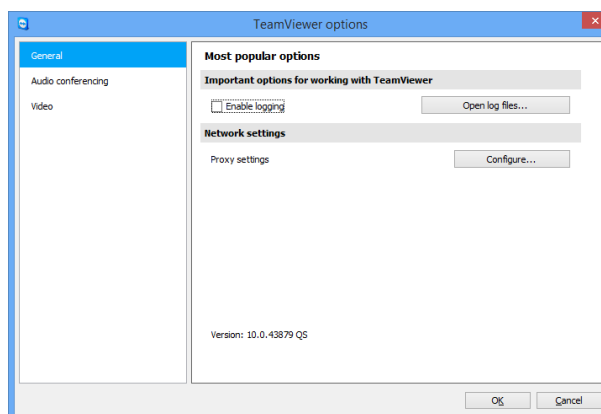 TeamViewer options
General
Audio conferencing
Video
Most popular options
Important options for working with TeamViewer
Enable logging
Open log files...
Network settings
Proxy settings
Configure...
Version: 10.0.43879 QS
OK
Cancel